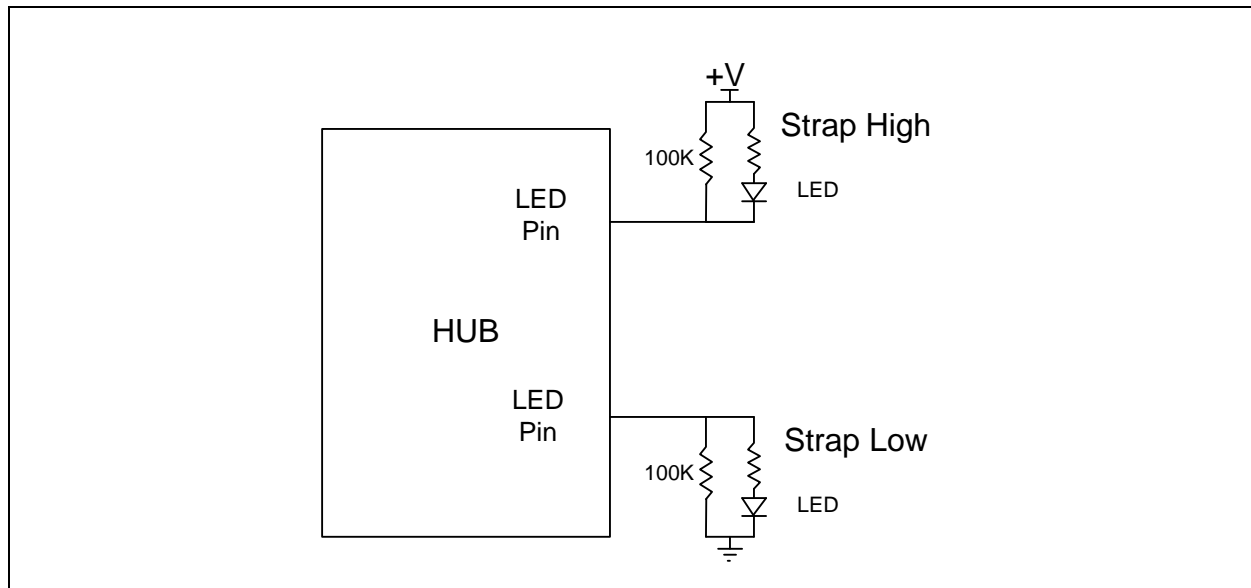 +V
Strap High
100K
LED
LED
Pin
HUB
LED
Pin
Strap Low
100K
LED